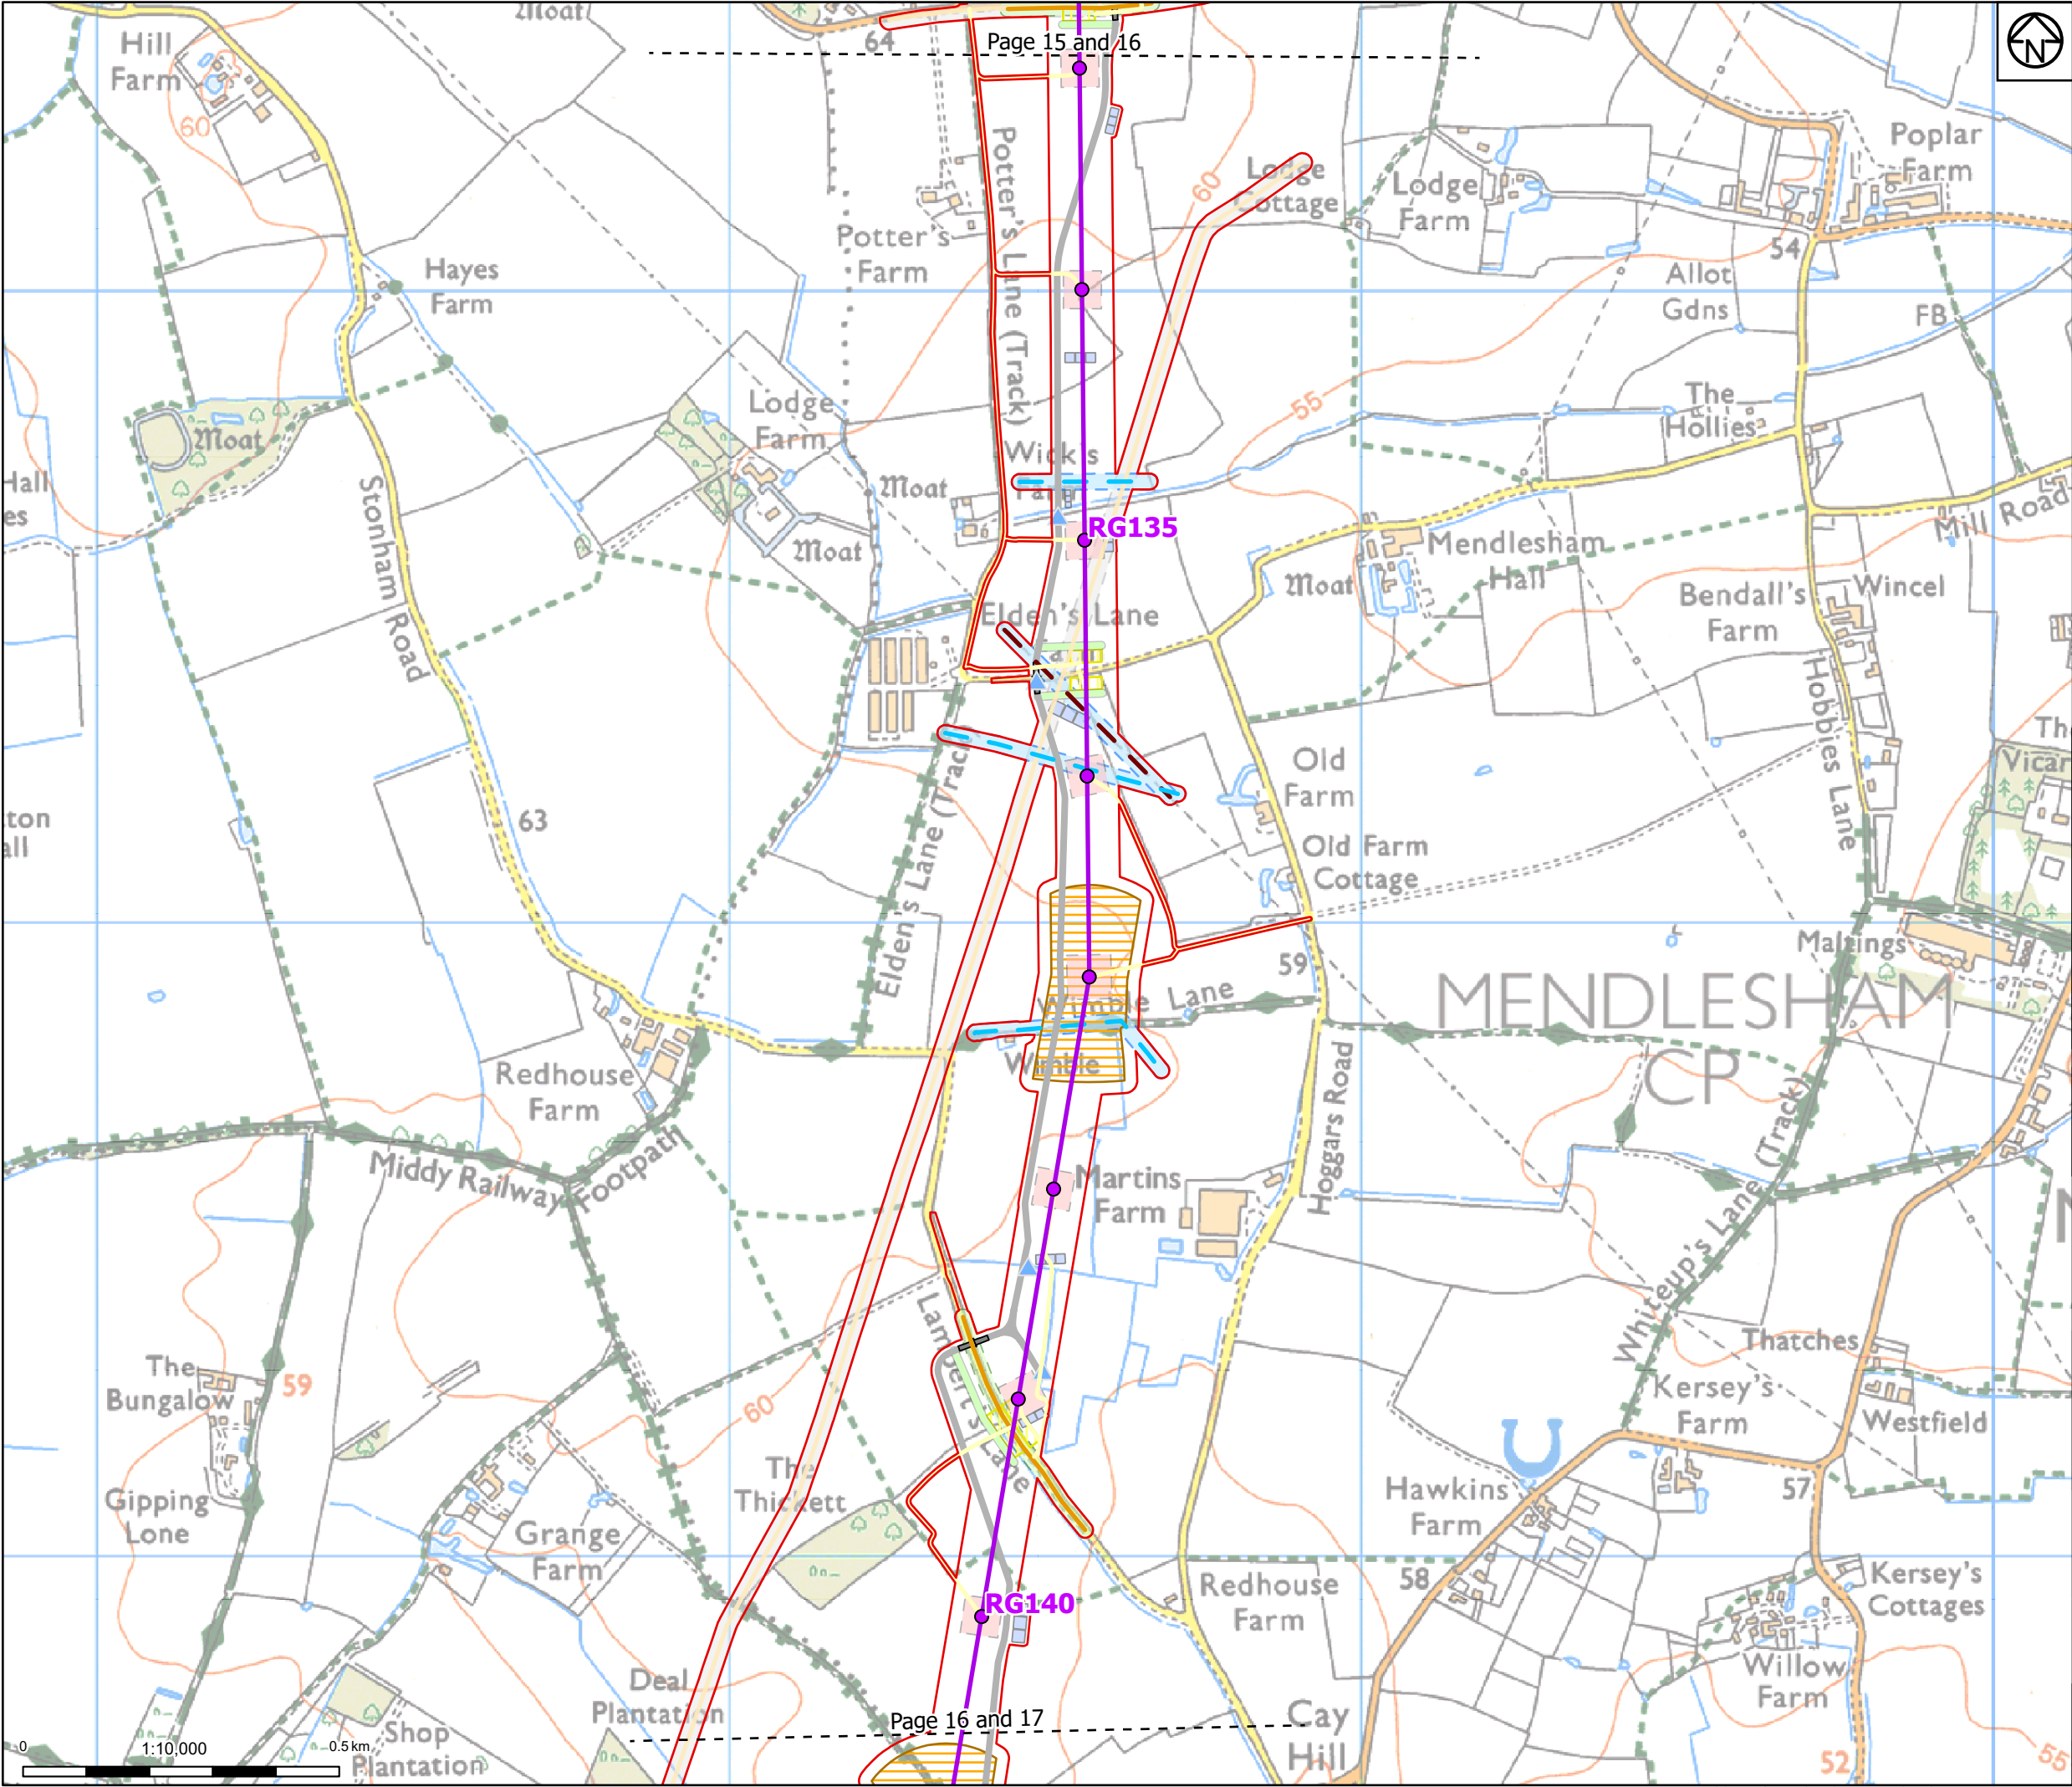 Moat
Hill
Farm
64
Page 15 and 16
N
60
Potter's Lane (Track)
60
Lodge
Cottage
Lodge
Farm
Poplar
Farm
Potter's
Farm
54
Hayes
Farm
Allot
Gdns
FB
Moat
Lodge
Farm
55
The
Hollies
Wick's
Hall
es
Stonham Road
Moat
Moat
RG135
Mill Road
Mendlesham
Hall
Moat
Bendall's
Farm
Wincel
Elden's Lane
Hobbies Lane
Old
Farm
The
Vicar
ton
all
63
Elden's Lane (Track)
Old Farm
Cottage
Maltings
59
MENDLESHAM
CP
Wimble Lane
Wimble
Redhouse
Farm
Hoggars Road
Middy Railway Footpath
Martins
Farm
Whiteup's Lane (Track)
Lambert's Lane
The
Bungalow
59
60
Thatches
Kersey's
Farm
Westfield
The
Thickett
Hawkins
Farm
57
Gipping
Lone
Grange
Farm
58
Redhouse
Farm
Kersey's
Cottages
RG140
Willow
Farm
Deal
Plantation
Page 16 and 17
Cay
Hill
Shop
Plantation
52
55
0
1:10,000
0.5 km